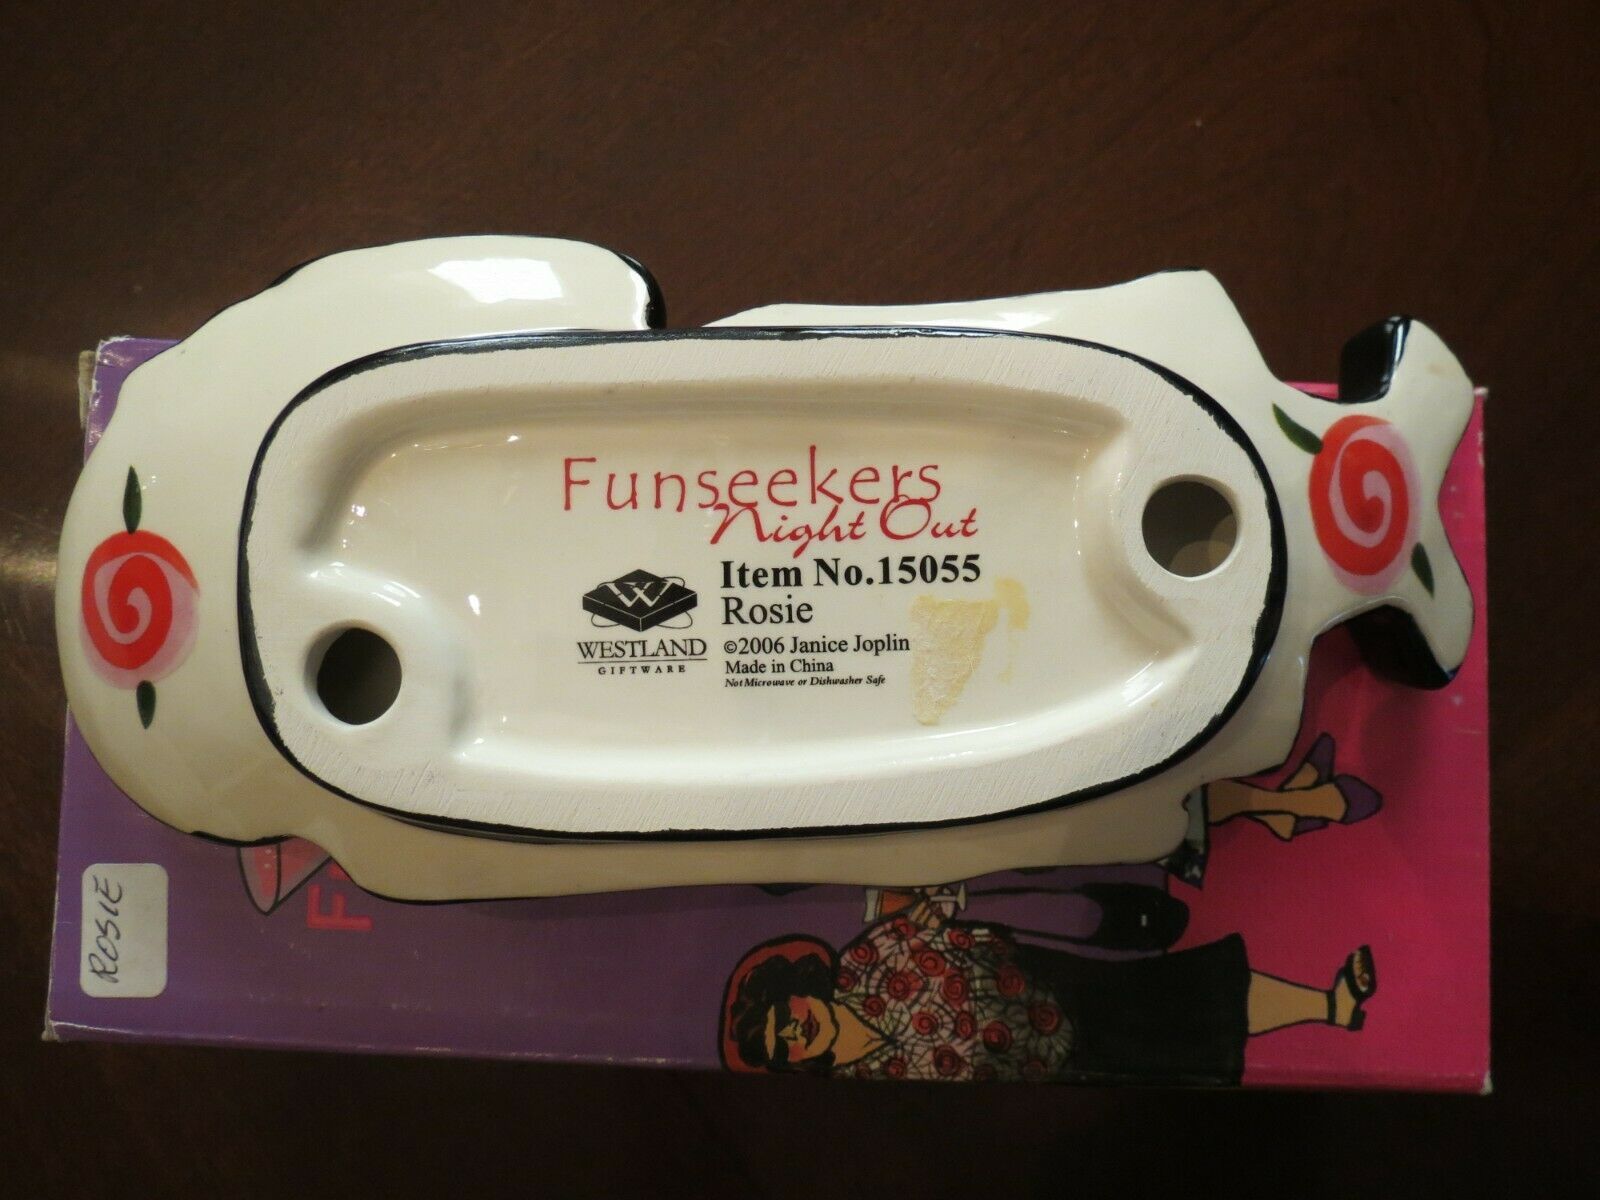 Funseekers
Night Out
Item No.15055
Rosie
©2006 Janice Joplin
Made in China
Not Microwave or Dishwasher Safe
W
WESTLAND
GIFTWARE
ROSIE
F